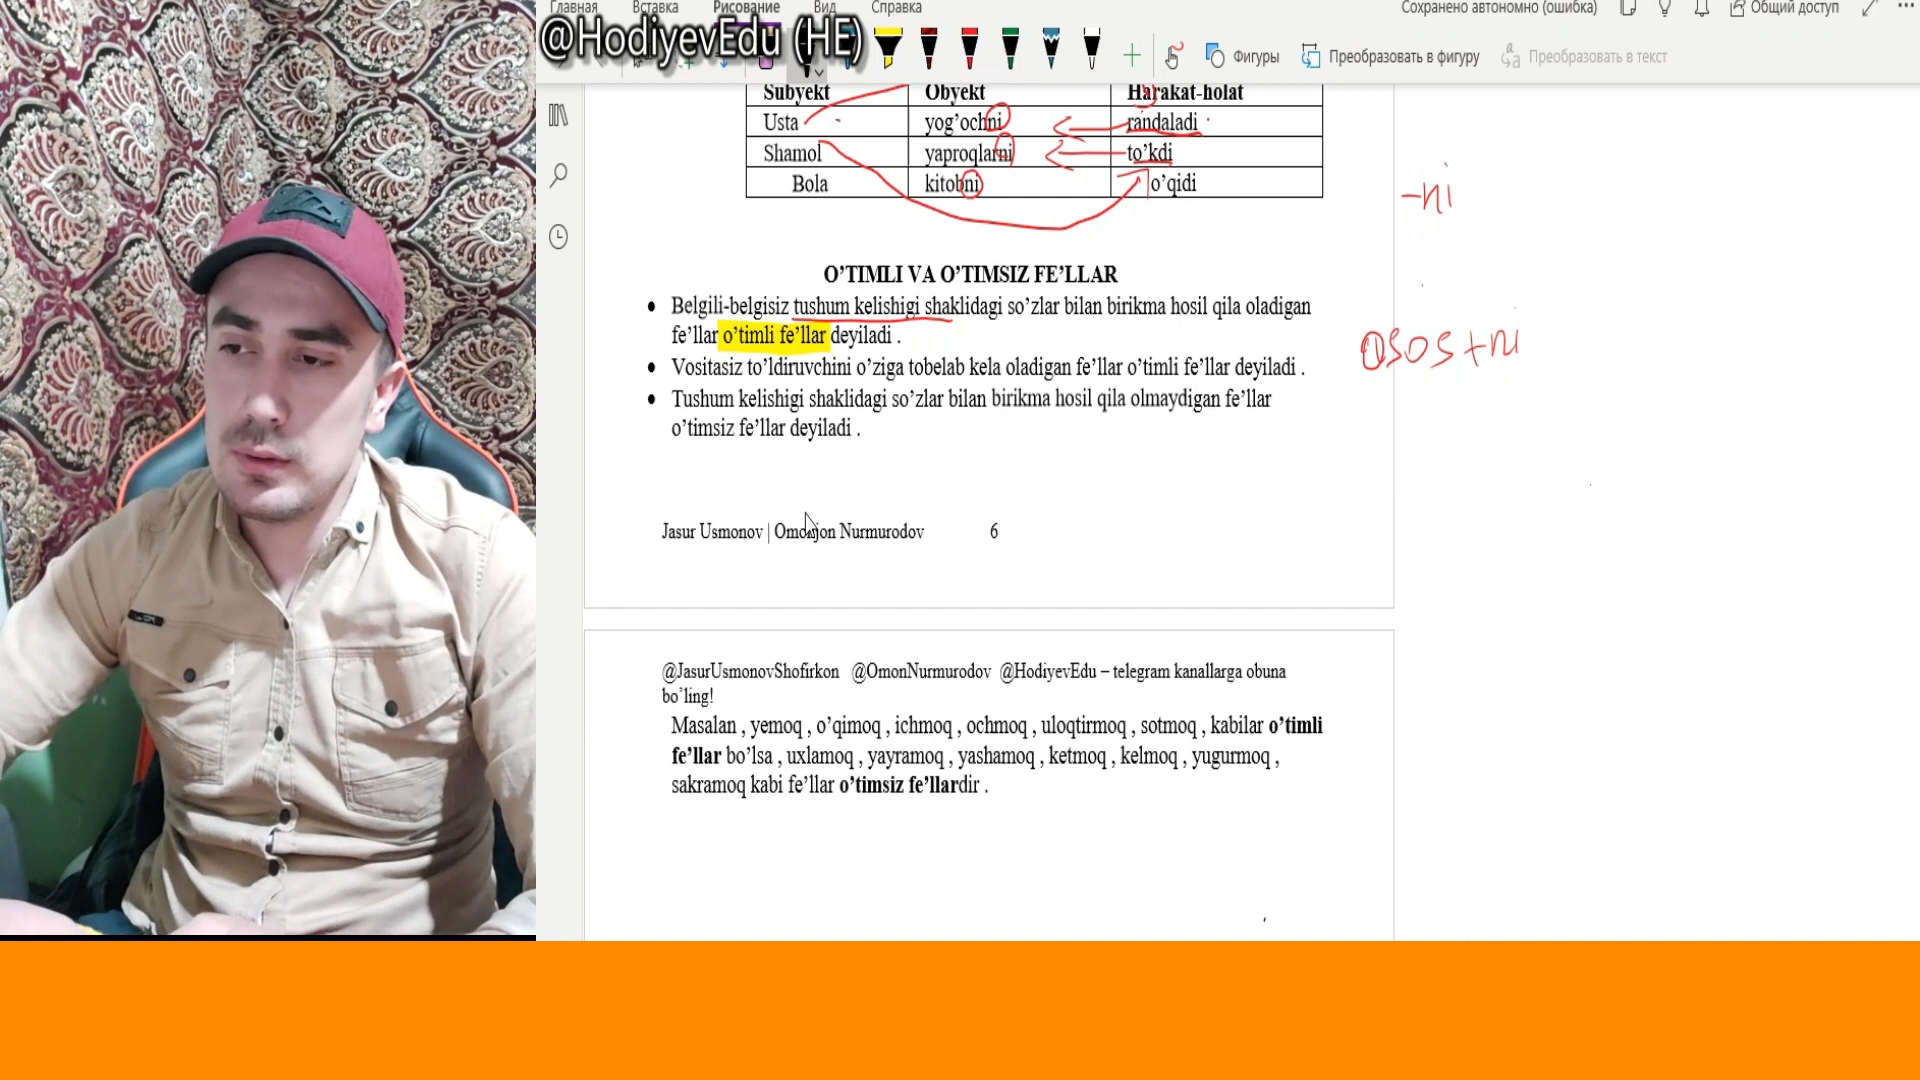 Главная Вставка Рисование Вид Справка Сохранено автономно (ошибка) Общий доступ
@HodiyevEdu (HE)
Фигуры Преобразовать в фигуру Преобразовать в текст
Subyekt Obyekt Harakat-holat
Usta yog’ochni randaladi
Shamol yaproqlarni to’kdi
Bola kitobni o’qidi
-ni
O’TIMLI VA O’TIMSIZ FE’LLAR
• Belgili-belgisiz tushum kelishigi shaklidagi so’zlar bilan birikma hosil qila oladigan
fe’llar o’timli fe’llar deyiladi .
osos+ni
• Vositasiz to’ldiruvchini o’ziga tobelab kela oladigan fe’llar o’timli fe’llar deyiladi .
• Tushum kelishigi shaklidagi so’zlar bilan birikma hosil qila olmaydigan fe’llar
o’timsiz fe’llar deyiladi .
Jasur Usmonov | Omonjon Nurmurodov 6
@JasurUsmonovShofirkon @OmonNurmurodov @HodiyevEdu – telegram kanallarga obuna
bo’ling!
Masalan , yemoq , o’qimoq , ichmoq , ochmoq , uloqtirmoq , sotmoq , kabilar o’timli
fe’llar bo’lsa , uxlamoq , yayramoq , yashamoq , ketmoq , kelmoq , yugurmoq ,
sakramoq kabi fe’llar o’timsiz fe’llardir .